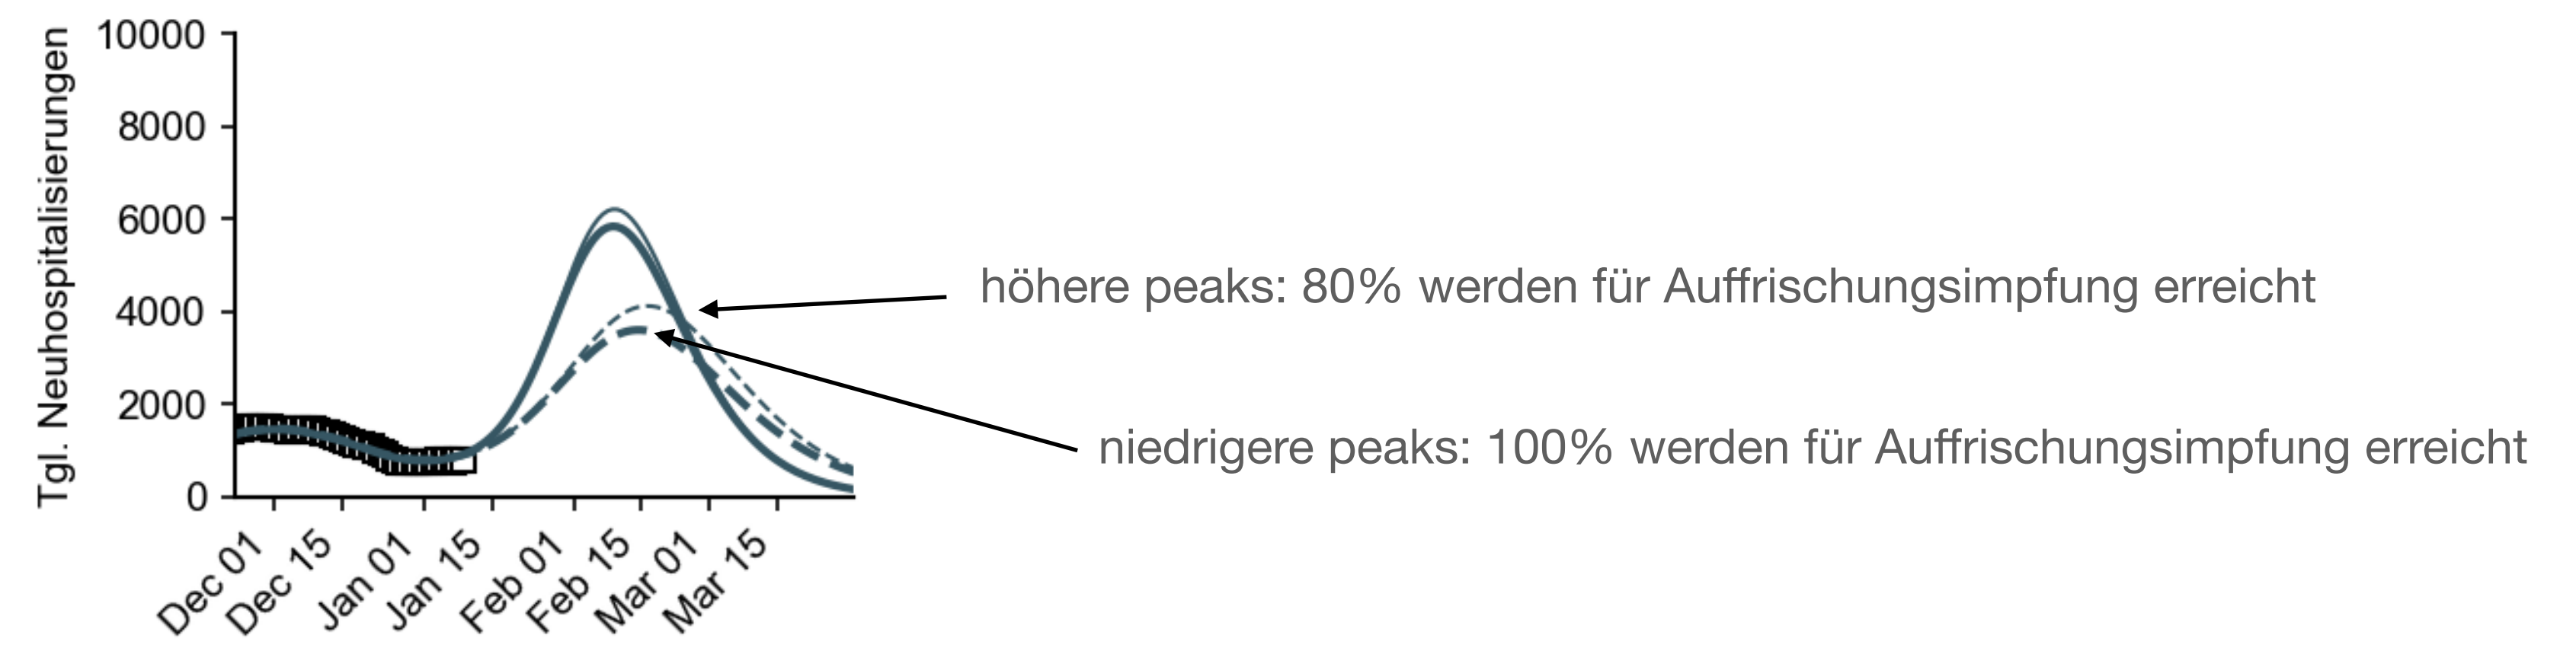 Tgl. Neuhospitalisierungen
10000
8000
6000
4000
2000
0
Dec 01
Dec 15
Jan 01
Jan 15
Feb 01
Feb 15
Mar 01
Mar 15
höhere peaks: 80% werden für Auffrischungsimpfung erreicht
niedrigere peaks: 100% werden für Auffrischungsimpfung erreicht